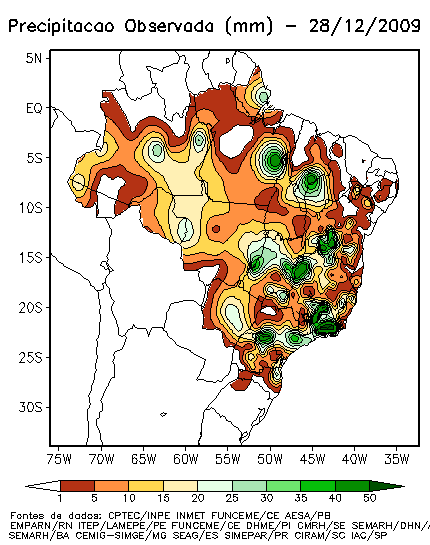 Precipitacao Observada (mm) - 28/12/2009
5N
EQ
5S
10S
15S
20S
25S
30S
75W 70W 65W 60W 55W 50W 45W 40W 35W
1 5 10 15 20 25 30 35 40 50
Fontes de dados: CPTEC/INPE INMET FUNCEME/CE AESA/PB
EMPARN/RN ITEP/LAMEPE/PE FUNCEME/CE DHME/PI CMRH/SE SEMARH/DHN/
SEMARH/BA CEMIG-SIMGE/MG SEAG/ES SIMEPAR/PR CIRAM/SC IAC/SP